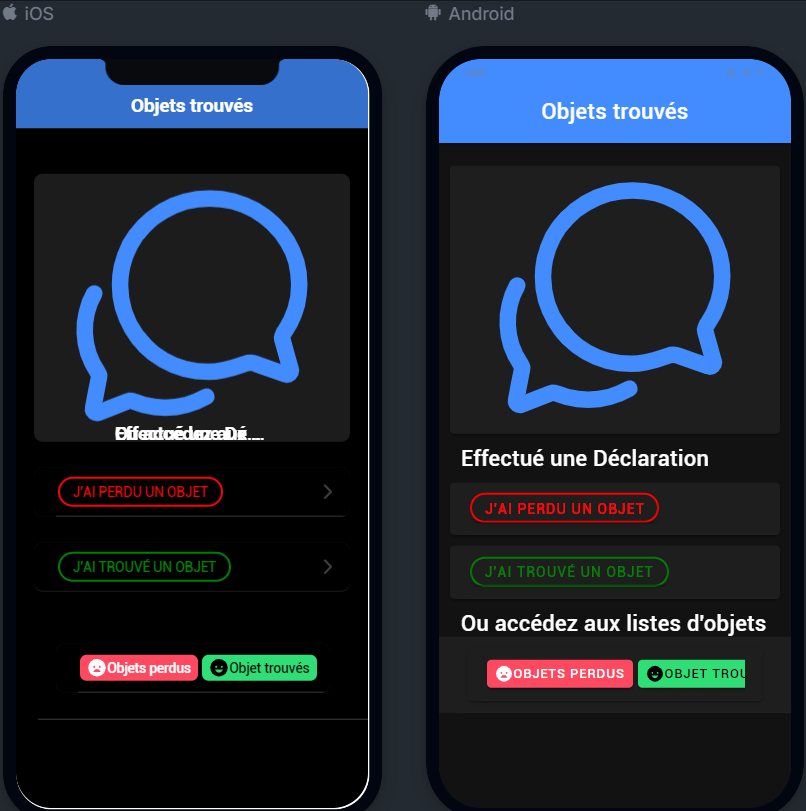 iOS
Android
Objets trouvés
Objets trouvés
Effectué une Déclaration
J'AI PERDU UN OBJET
J'AI PERDU UN OBJET
J'AI TROUVÉ UN OBJET
J'AI TROUVÉ UN OBJET
Ou accédez aux listes d'objets
Objets perdus
Objet trouvés
OBJETS PERDUS
OBJET TROU